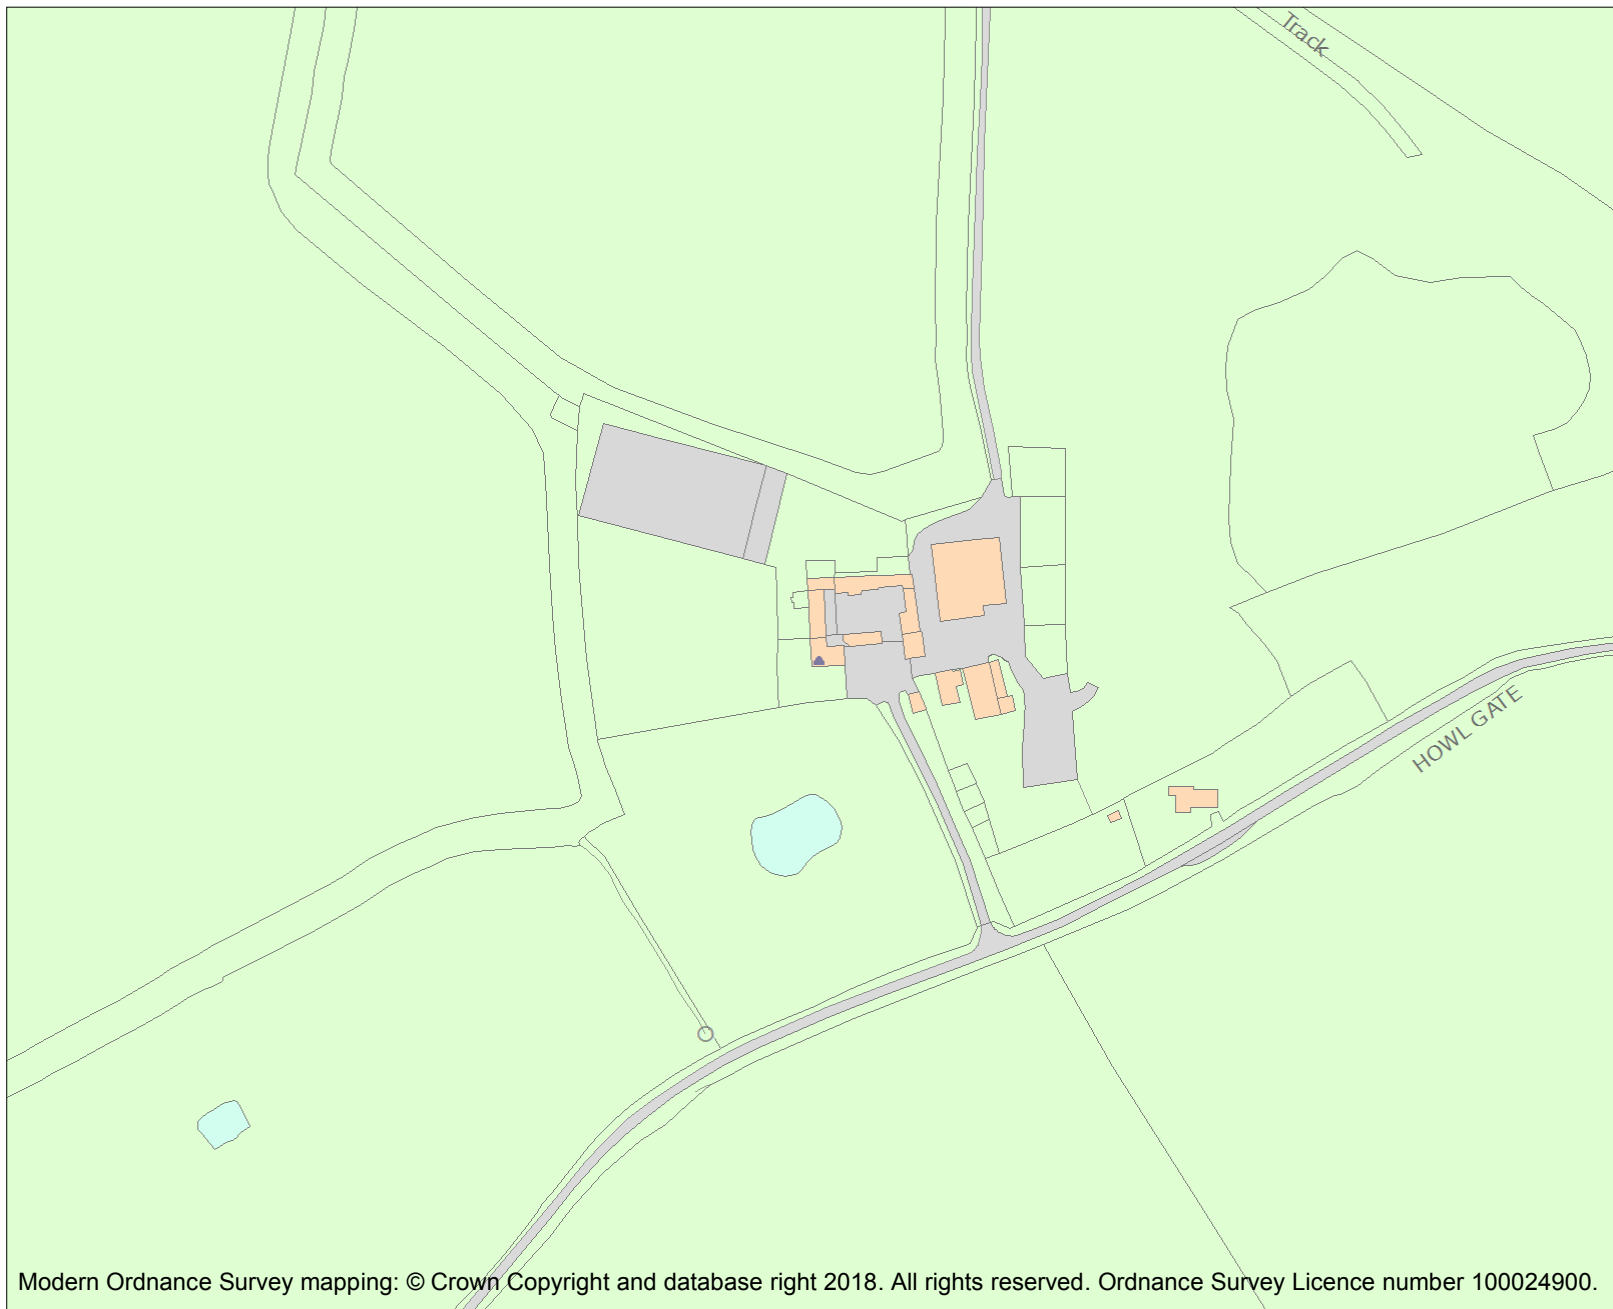 Track
HOWL GATE
Modern Ordnance Survey mapping: © Crown Copyright and database right 2018. All rights reserved. Ordnance Survey Licence number 100024900.